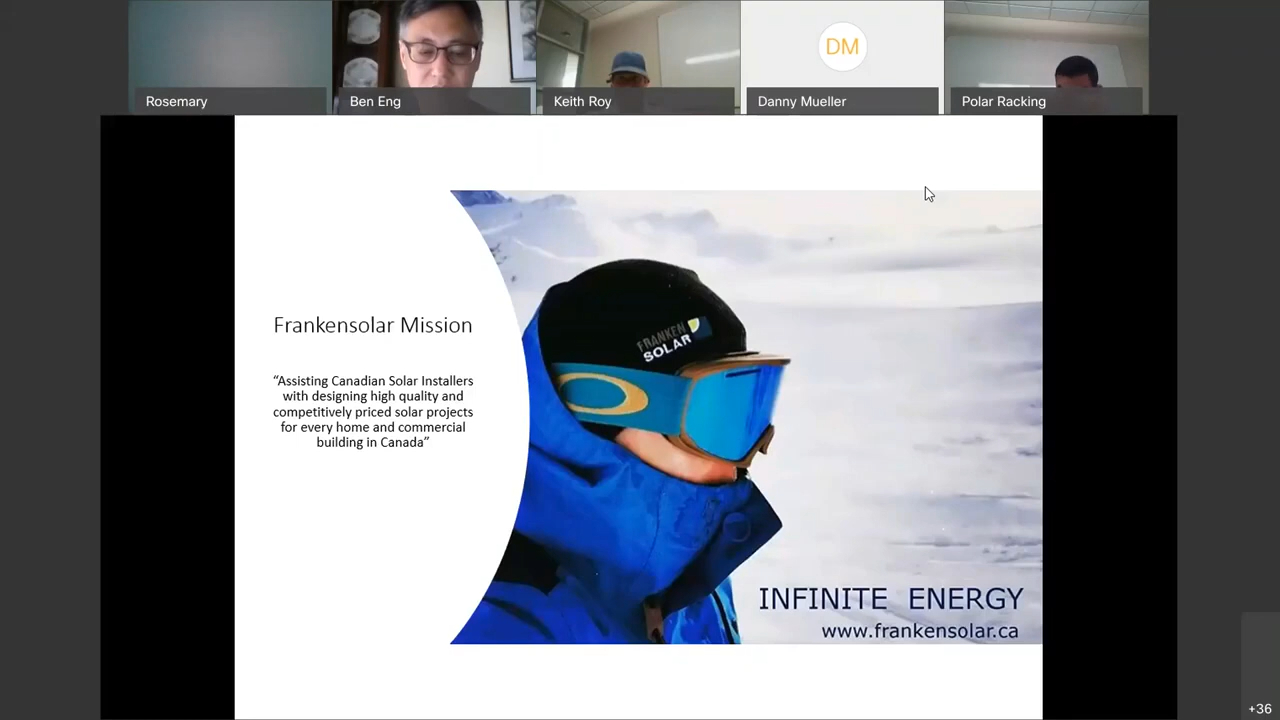 DM
Rosemary
Ben Eng
Keith Roy
Danny Mueller
Polar Racking
Frankensolar Mission
“Assisting Canadian Solar Installers
with designing high quality and
competitively priced solar projects
for every home and commercial
building in Canada”
FRANKEN
SOLAR
INFINITE ENERGY
www.frankensolar.ca
+36